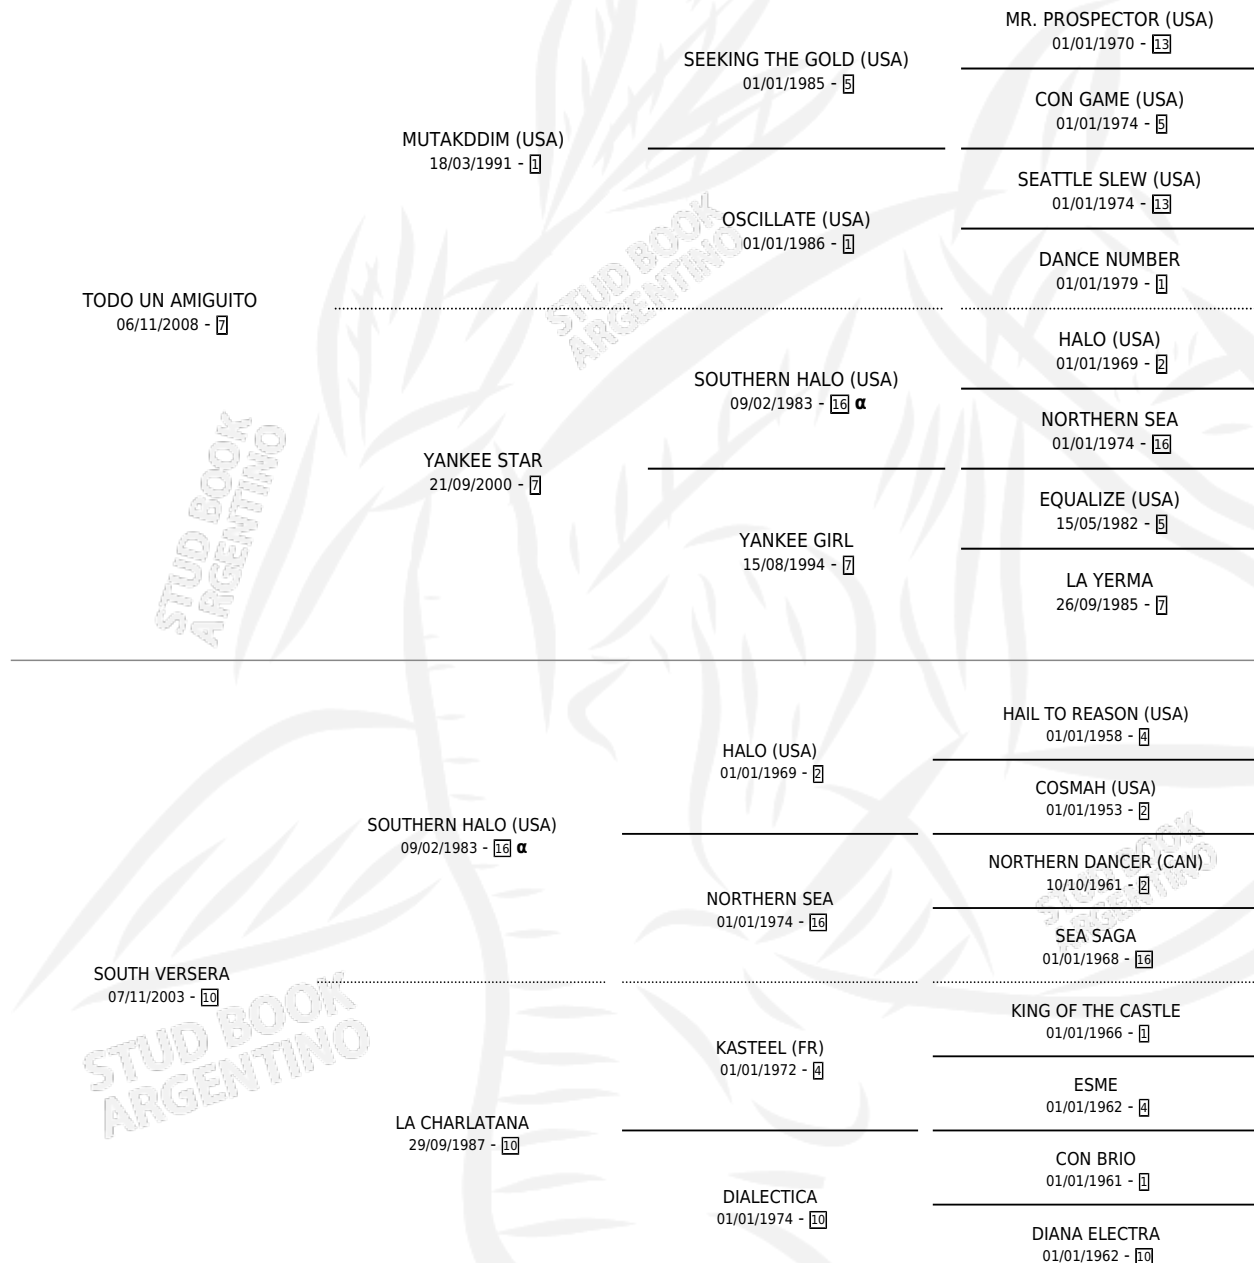 MR. PROSPECTOR (USA)
01/01/1970 - 13
SEEKING THE GOLD (USA)
01/01/1985 - 5
CON GAME (USA)
01/01/1974 - 5
MUTAKDDIM (USA)
18/03/1991 - 1
SEATTLE SLEW (USA)
01/01/1974 - 13
OSCILLATE (USA)
01/01/1986 - 1
DANCE NUMBER
01/01/1979 - 1
TODO UN AMIGUITO
06/11/2008 - 7
HALO (USA)
01/01/1969 - 2
SOUTHERN HALO (USA)
09/02/1983 - 16 α
NORTHERN SEA
01/01/1974 - 16
YANKEE STAR
21/09/2000 - 7
EQUALIZE (USA)
15/05/1982 - 5
YANKEE GIRL
15/08/1994 - 7
LA YERMA
26/09/1985 - 7
HAIL TO REASON (USA)
01/01/1958 - 4
HALO (USA)
01/01/1969 - 2
COSMAH (USA)
01/01/1953 - 2
SOUTHERN HALO (USA)
09/02/1983 - 16 α
NORTHERN DANCER (CAN)
10/10/1961 - 2
NORTHERN SEA
01/01/1974 - 16
SEA SAGA
01/01/1968 - 16
SOUTH VERSERA
07/11/2003 - 10
KING OF THE CASTLE
01/01/1966 - 1
KASTEEL (FR)
01/01/1972 - 4
ESME
01/01/1962 - 4
LA CHARLATANA
29/09/1987 - 10
CON BRIO
01/01/1961 - 1
DIALECTICA
01/01/1974 - 10
DIANA ELECTRA
01/01/1962 - 10
STUD BOOK
ARGENTINO
STUD BOOK
ARGENTINO
STUD BOOK
ARGENTINO
STUD BOOK
ARGENTINO